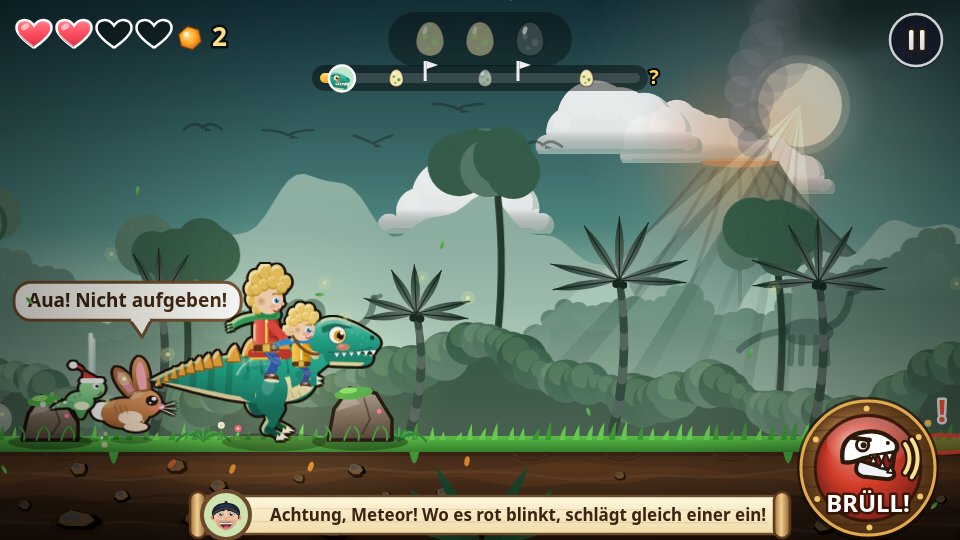 2
?
Aua! Nicht aufgeben!
!
BRÜLL!
Achtung, Meteor! Wo es rot blinkt, schlägt gleich einer ein!